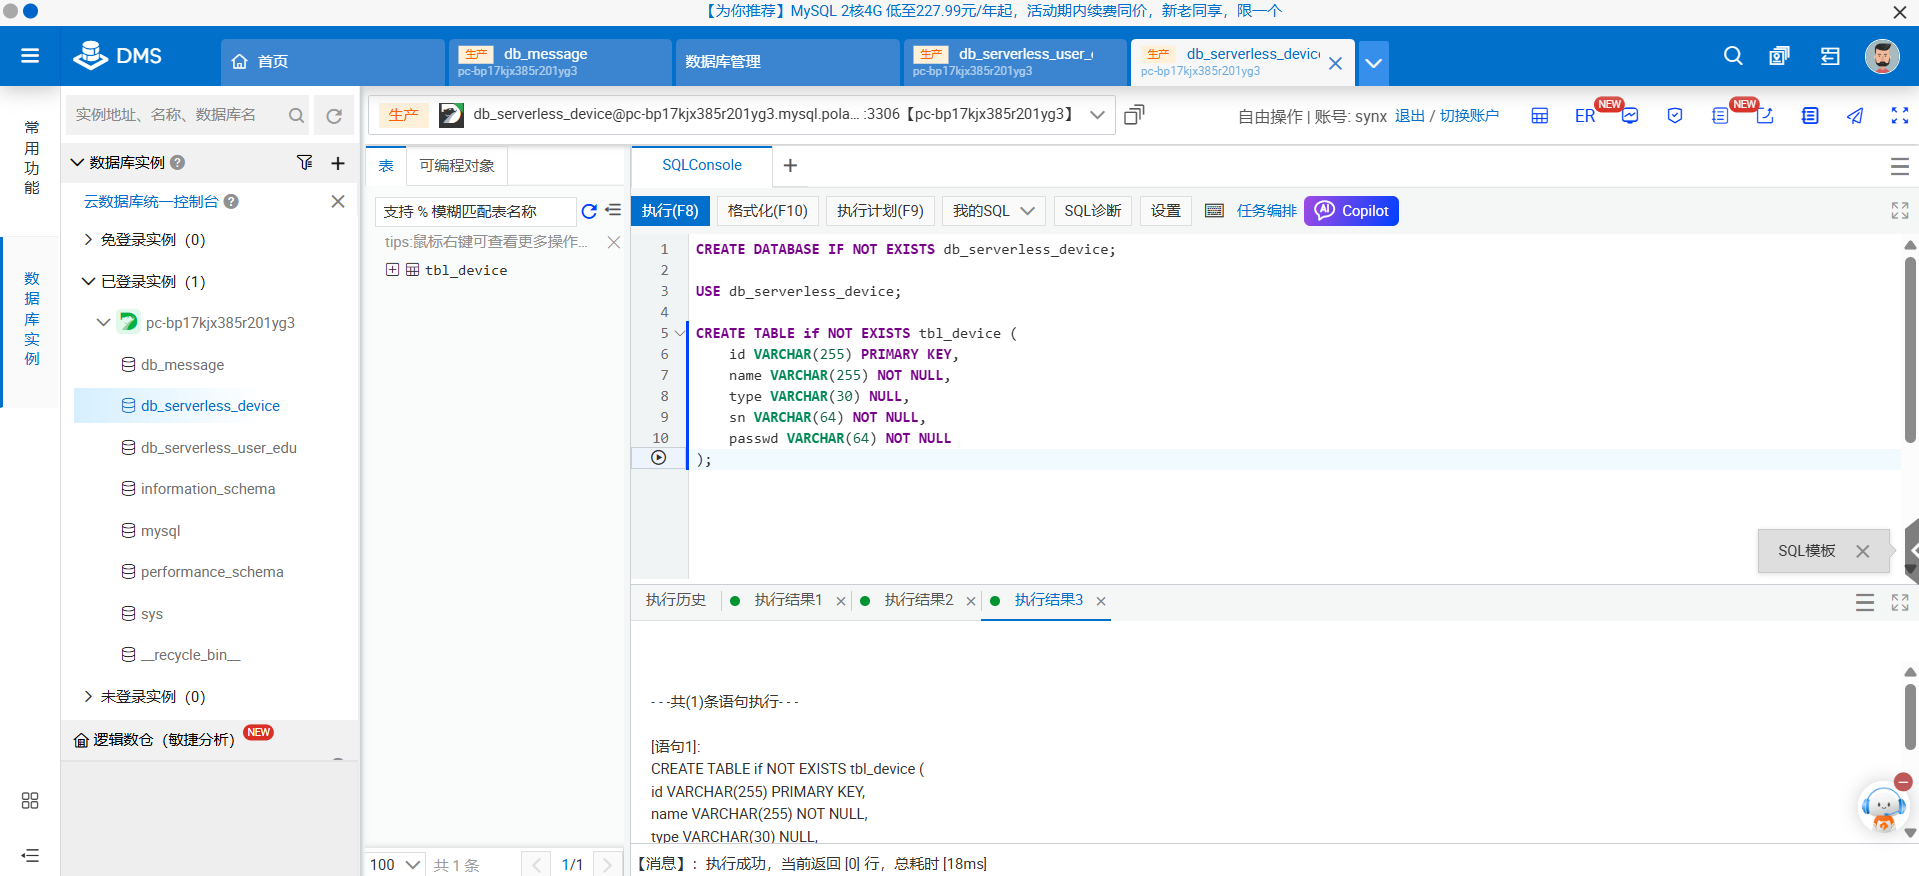 【为你推荐】MySQL 2核4G 低至227.99元/年起，活动期内续费同价，新老同享，限一个
DMS
首页
生产 db_message
pc-bp17kjx385r201yg3
数据库管理
生产 db_serverless_user_
pc-bp17kjx385r201yg3
生产 db_serverless_device
pc-bp17kjx385r201yg3
常用功能
数据库实例
实例地址、名称、数据库名
数据库实例
云数据库统一控制台
免登录实例 (0)
已登录实例 (1)
pc-bp17kjx385r201yg3
db_message
db_serverless_device
db_serverless_user_edu
information_schema
mysql
performance_schema
sys
__recycle_bin__
未登录实例 (0)
逻辑数仓（敏捷分析） NEW
生产 db_serverless_device@pc-bp17kjx385r201yg3.mysql.pola... :3306【pc-bp17kjx385r201yg3】
自由操作 | 账号: synx 退出 / 切换账户
ER NEW NEW
表 可编程对象
支持 % 模糊匹配表名称
tips:鼠标右键可查看更多操作...
tbl_device
100 共 1 条 1/1
SQLConsole
执行(F8) 格式化(F10) 执行计划(F9) 我的SQL SQL诊断 设置 任务编排 AI Copilot
1 CREATE DATABASE IF NOT EXISTS db_serverless_device;
2
3 USE db_serverless_device;
4
5 CREATE TABLE if NOT EXISTS tbl_device (
6 id VARCHAR(255) PRIMARY KEY,
7 name VARCHAR(255) NOT NULL,
8 type VARCHAR(30) NULL,
9 sn VARCHAR(64) NOT NULL,
10 passwd VARCHAR(64) NOT NULL
);
SQL模板
执行历史 执行结果1 执行结果2 执行结果3
---共(1)条语句执行---
[语句1]:
CREATE TABLE if NOT EXISTS tbl_device (
id VARCHAR(255) PRIMARY KEY,
name VARCHAR(255) NOT NULL,
type VARCHAR(30) NULL,
【消息】：执行成功，当前返回 [0] 行，总耗时 [18ms]